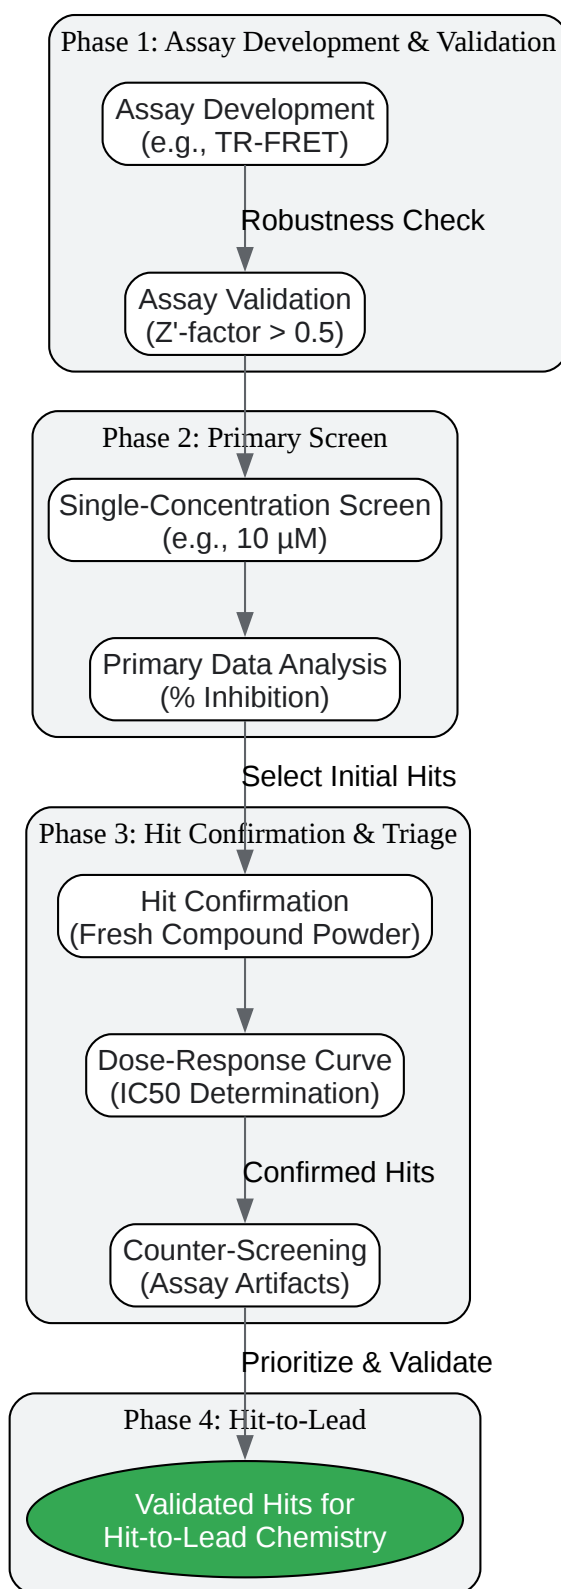 Phase 1: Assay Development & Validation
Assay Development
(e.g., TR-FRET)
Robustness Check
Assay Validation
(Z'-factor > 0.5)
Phase 2: Primary Screen
Single-Concentration Screen
(e.g., 10 µM)
Primary Data Analysis
(% Inhibition)
Select Initial Hits
Phase 3: Hit Confirmation & Triage
Hit Confirmation
(Fresh Compound Powder)
Dose-Response Curve
(IC50 Determination)
Confirmed Hits
Counter-Screening
(Assay Artifacts)
Prioritize & Validate
Phase 4: Hit-to-Lead
Validated Hits for
Hit-to-Lead Chemistry